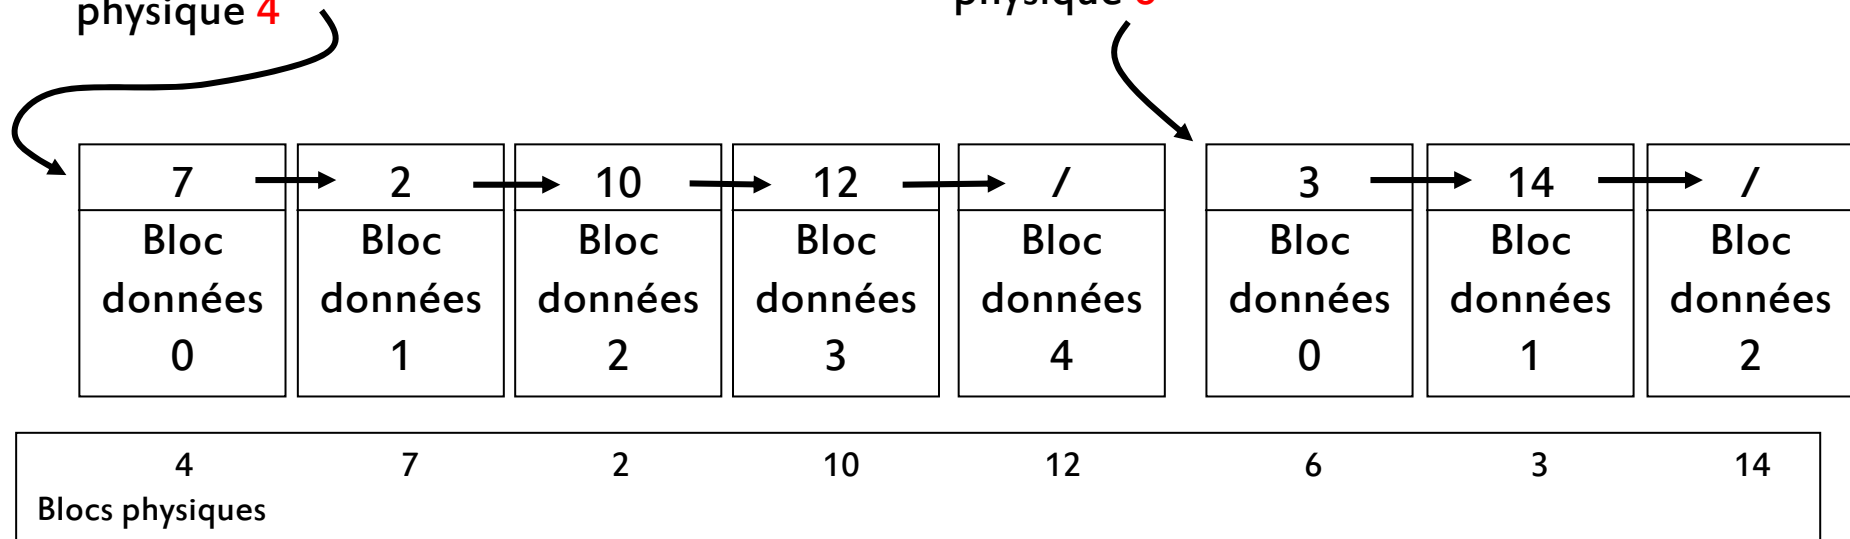 physique 4
physique 6
7 2 10 12 / 3 14 /
Bloc Bloc Bloc Bloc Bloc Bloc Bloc Bloc
données données données données données données données données
0 1 2 3 4 0 1 2
4 7 2 10 12 6 3 14
Blocs physiques